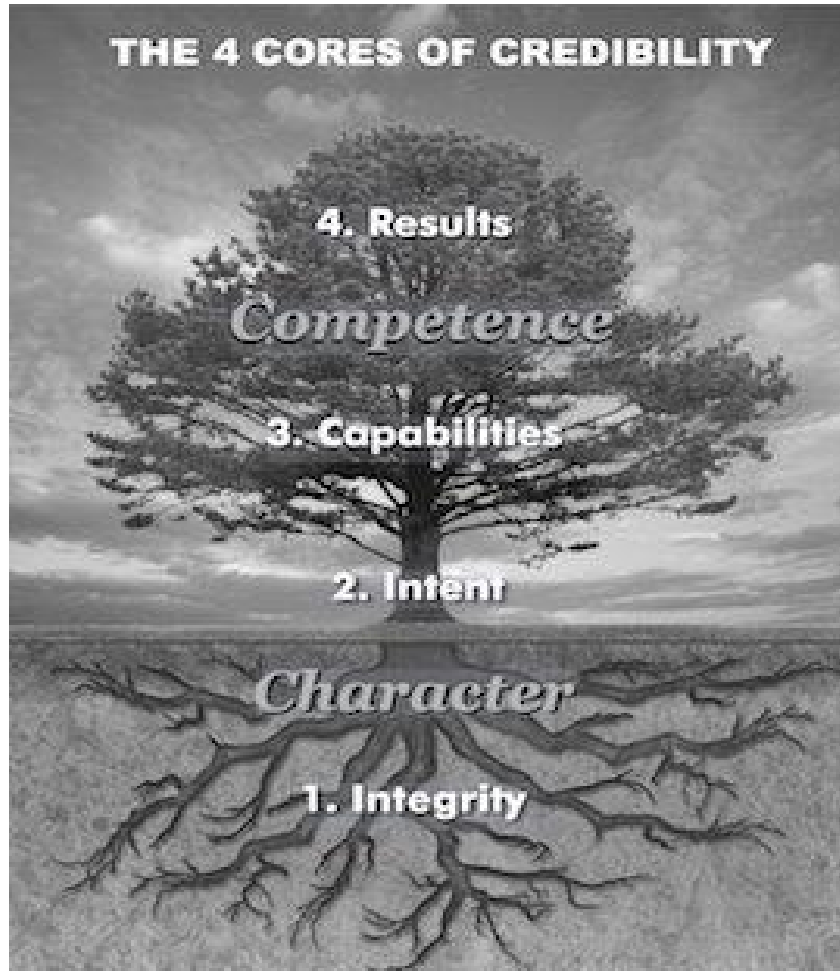 THE 4 CORES OF CREDIBILITY
4. Results
Competence
3. Capabilities
2. Intent
Character
1. Integrity